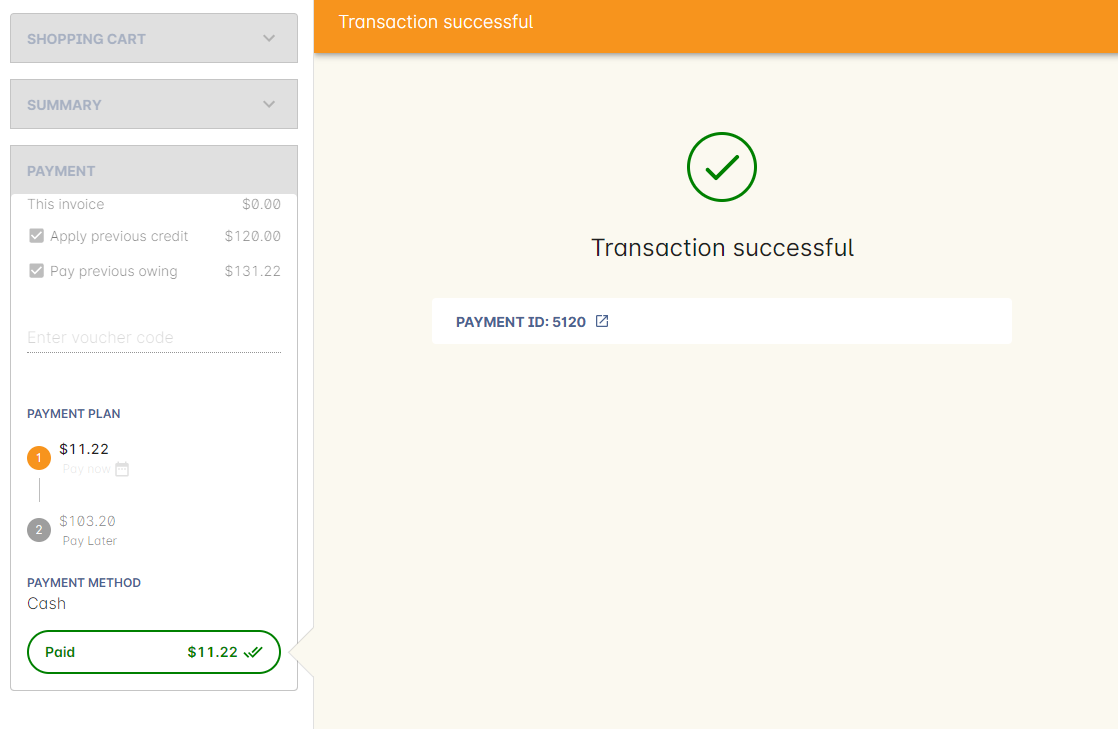 SHOPPING CART
SUMMARY
PAYMENT
This invoice $0.00
Apply previous credit $120.00
Pay previous owing $131.22
Enter voucher code
PAYMENT PLAN
1 $11.22
Pay now
2 $103.20
Pay Later
PAYMENT METHOD
Cash
Paid $11.22
Transaction successful
Transaction successful
PAYMENT ID: 5120